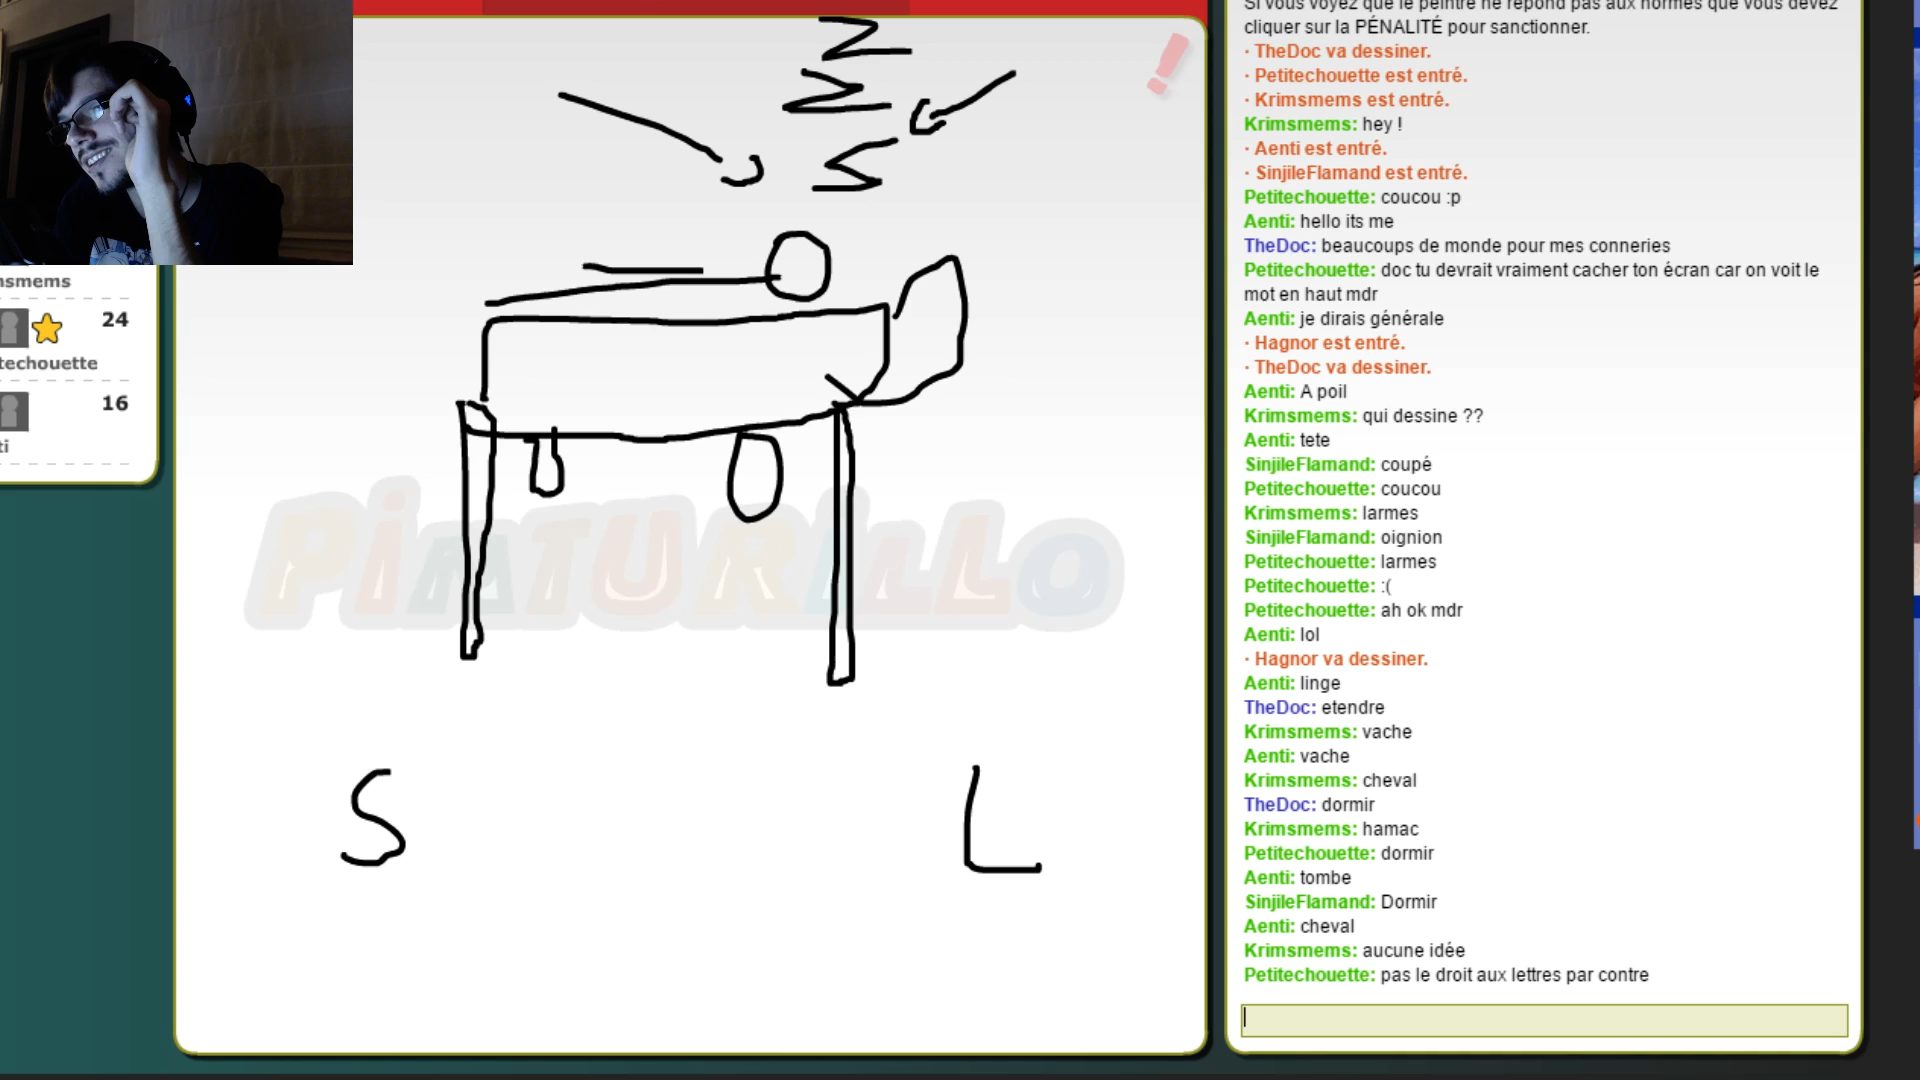 Si vous voyez que le peintre ne répond pas aux normes que vous devez
cliquer sur la PÉNALITÉ pour sanctionner.
· TheDoc va dessiner.
· Petitechouette est entré.
· Krimsmems est entré.
Krimsmems: hey !
· Aenti est entré.
· SinjileFlamand est entré.
Petitechouette: coucou :p
Aenti: hello its me
TheDoc: beaucoups de monde pour mes conneries
Petitechouette: doc tu devrait vraiment cacher ton écran car on voit le
mot en haut mdr
Aenti: je dirais générale
· Hagnor est entré.
· TheDoc va dessiner.
Aenti: A poil
Krimsmems: qui dessine ??
Aenti: tete
SinjileFlamand: coupé
Petitechouette: coucou
Krimsmems: larmes
SinjileFlamand: oignion
Petitechouette: larmes
Petitechouette: :(
Petitechouette: ah ok mdr
Aenti: lol
· Hagnor va dessiner.
Aenti: linge
TheDoc: etendre
Krimsmems: vache
Aenti: vache
Krimsmems: cheval
TheDoc: dormir
Krimsmems: hamac
Petitechouette: dormir
Aenti: tombe
SinjileFlamand: Dormir
Aenti: cheval
Krimsmems: aucune idée
Petitechouette: pas le droit aux lettres par contre
nsmems
24
techouette
16
ti
Z
Z
PinTURiLLO
S L
!